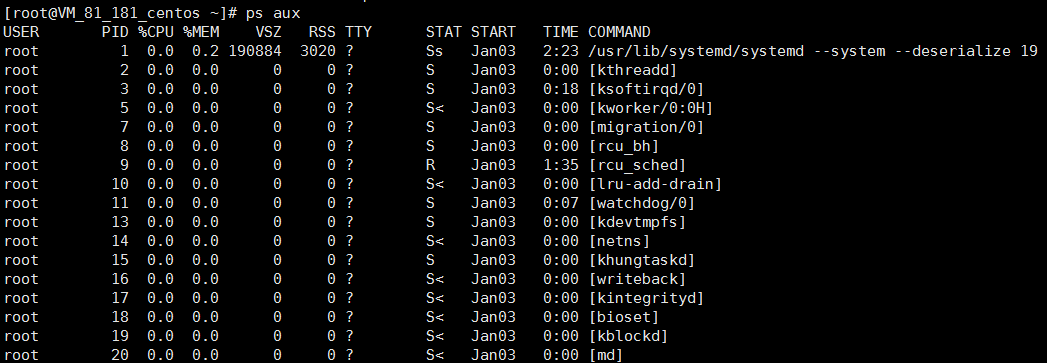 [root@VM_81_181_centos ~]# ps aux
USER       PID %CPU %MEM    VSZ   RSS TTY      STAT START   TIME COMMAND
root         1  0.0  0.2 190884  3020 ?        Ss   Jan03   2:23 /usr/lib/systemd/systemd --system --deserialize 19
root         2  0.0  0.0      0     0 ?        S    Jan03   0:00 [kthreadd]
root         3  0.0  0.0      0     0 ?        S    Jan03   0:18 [ksoftirqd/0]
root         5  0.0  0.0      0     0 ?        S<   Jan03   0:00 [kworker/0:0H]
root         7  0.0  0.0      0     0 ?        S    Jan03   0:00 [migration/0]
root         8  0.0  0.0      0     0 ?        S    Jan03   0:00 [rcu_bh]
root         9  0.0  0.0      0     0 ?        R    Jan03   1:35 [rcu_sched]
root        10  0.0  0.0      0     0 ?        S<   Jan03   0:00 [lru-add-drain]
root        11  0.0  0.0      0     0 ?        S    Jan03   0:07 [watchdog/0]
root        13  0.0  0.0      0     0 ?        S    Jan03   0:00 [kdevtmpfs]
root        14  0.0  0.0      0     0 ?        S<   Jan03   0:00 [netns]
root        15  0.0  0.0      0     0 ?        S    Jan03   0:00 [khungtaskd]
root        16  0.0  0.0      0     0 ?        S<   Jan03   0:00 [writeback]
root        17  0.0  0.0      0     0 ?        S<   Jan03   0:00 [kintegrityd]
root        18  0.0  0.0      0     0 ?        S<   Jan03   0:00 [bioset]
root        19  0.0  0.0      0     0 ?        S<   Jan03   0:00 [kblockd]
root        20  0.0  0.0      0     0 ?        S<   Jan03   0:00 [md]